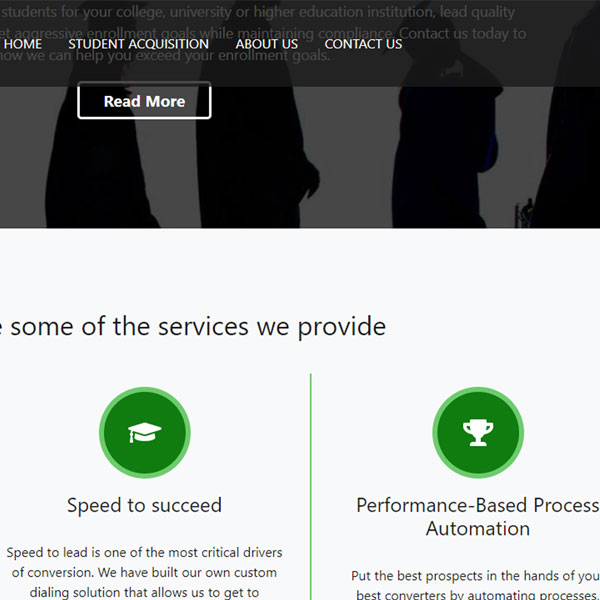 students for your college, university or higher education institution, lead quality
et aggressive enrollment goals while maintaining compliance. Contact us today to
HOME STUDENT ACQUISITION ABOUT US CONTACT US
now we can help you exceed your enrollment goals.
Read More
e some of the services we provide
Speed to succeed
Speed to lead is one of the most critical drivers
of conversion. We have built our own custom
dialing solution that allows us to get to
Performance-Based Process
Automation
Put the best prospects in the hands of you
best converters by automating processes,